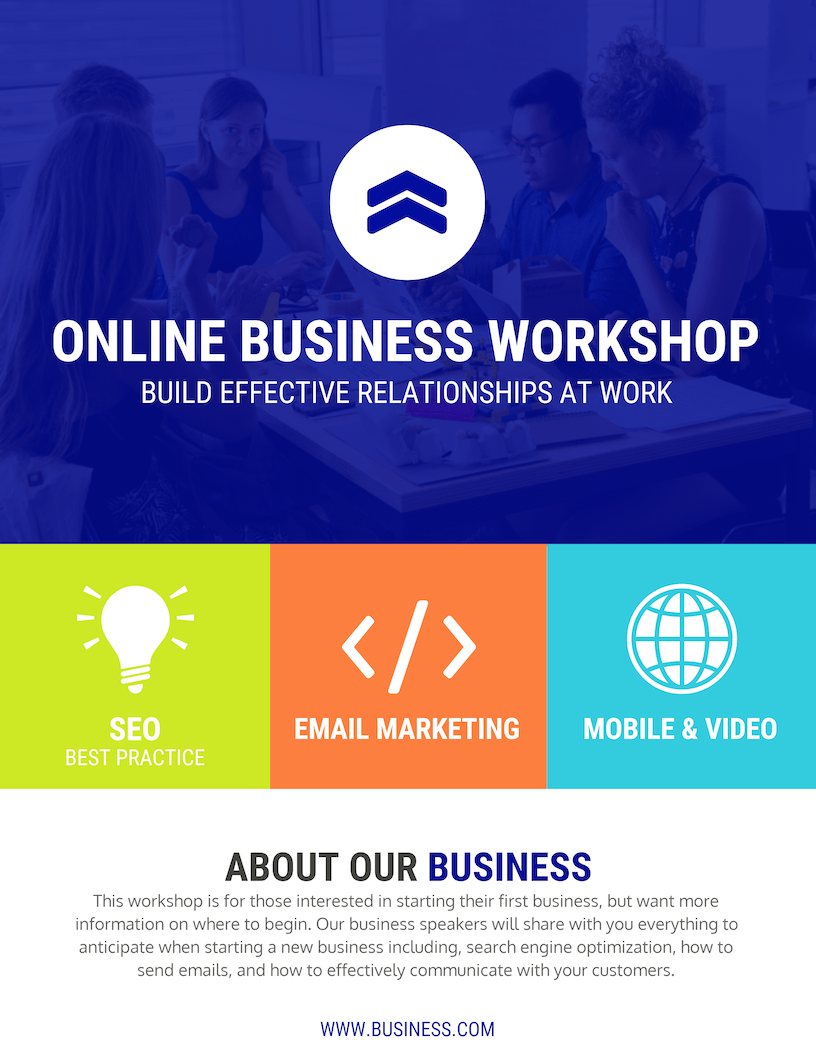 ONLINE BUSINESS WORKSHOP
BUILD EFFECTIVE RELATIONSHIPS AT WORK
SEO
BEST PRACTICE
EMAIL MARKETING
MOBILE & VIDEO
ABOUT OUR BUSINESS
This workshop is for those interested in starting their first business, but want more
information on where to begin. Our business speakers will share with you everything to
anticipate when starting a new business including, search engine optimization, how to
send emails, and how to effectively communicate with your customers.
WWW.BUSINESS.COM